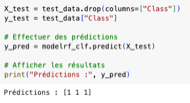 X_test = test_data.drop(columns=["Class"])
y_test = test_data["Class"]
# Effectuer des prédictions
y_pred = modelrf_clf.predict(X_test)
# Afficher les résultats
print("Prédictions :", y_pred)
Prédictions : [1 1 1]